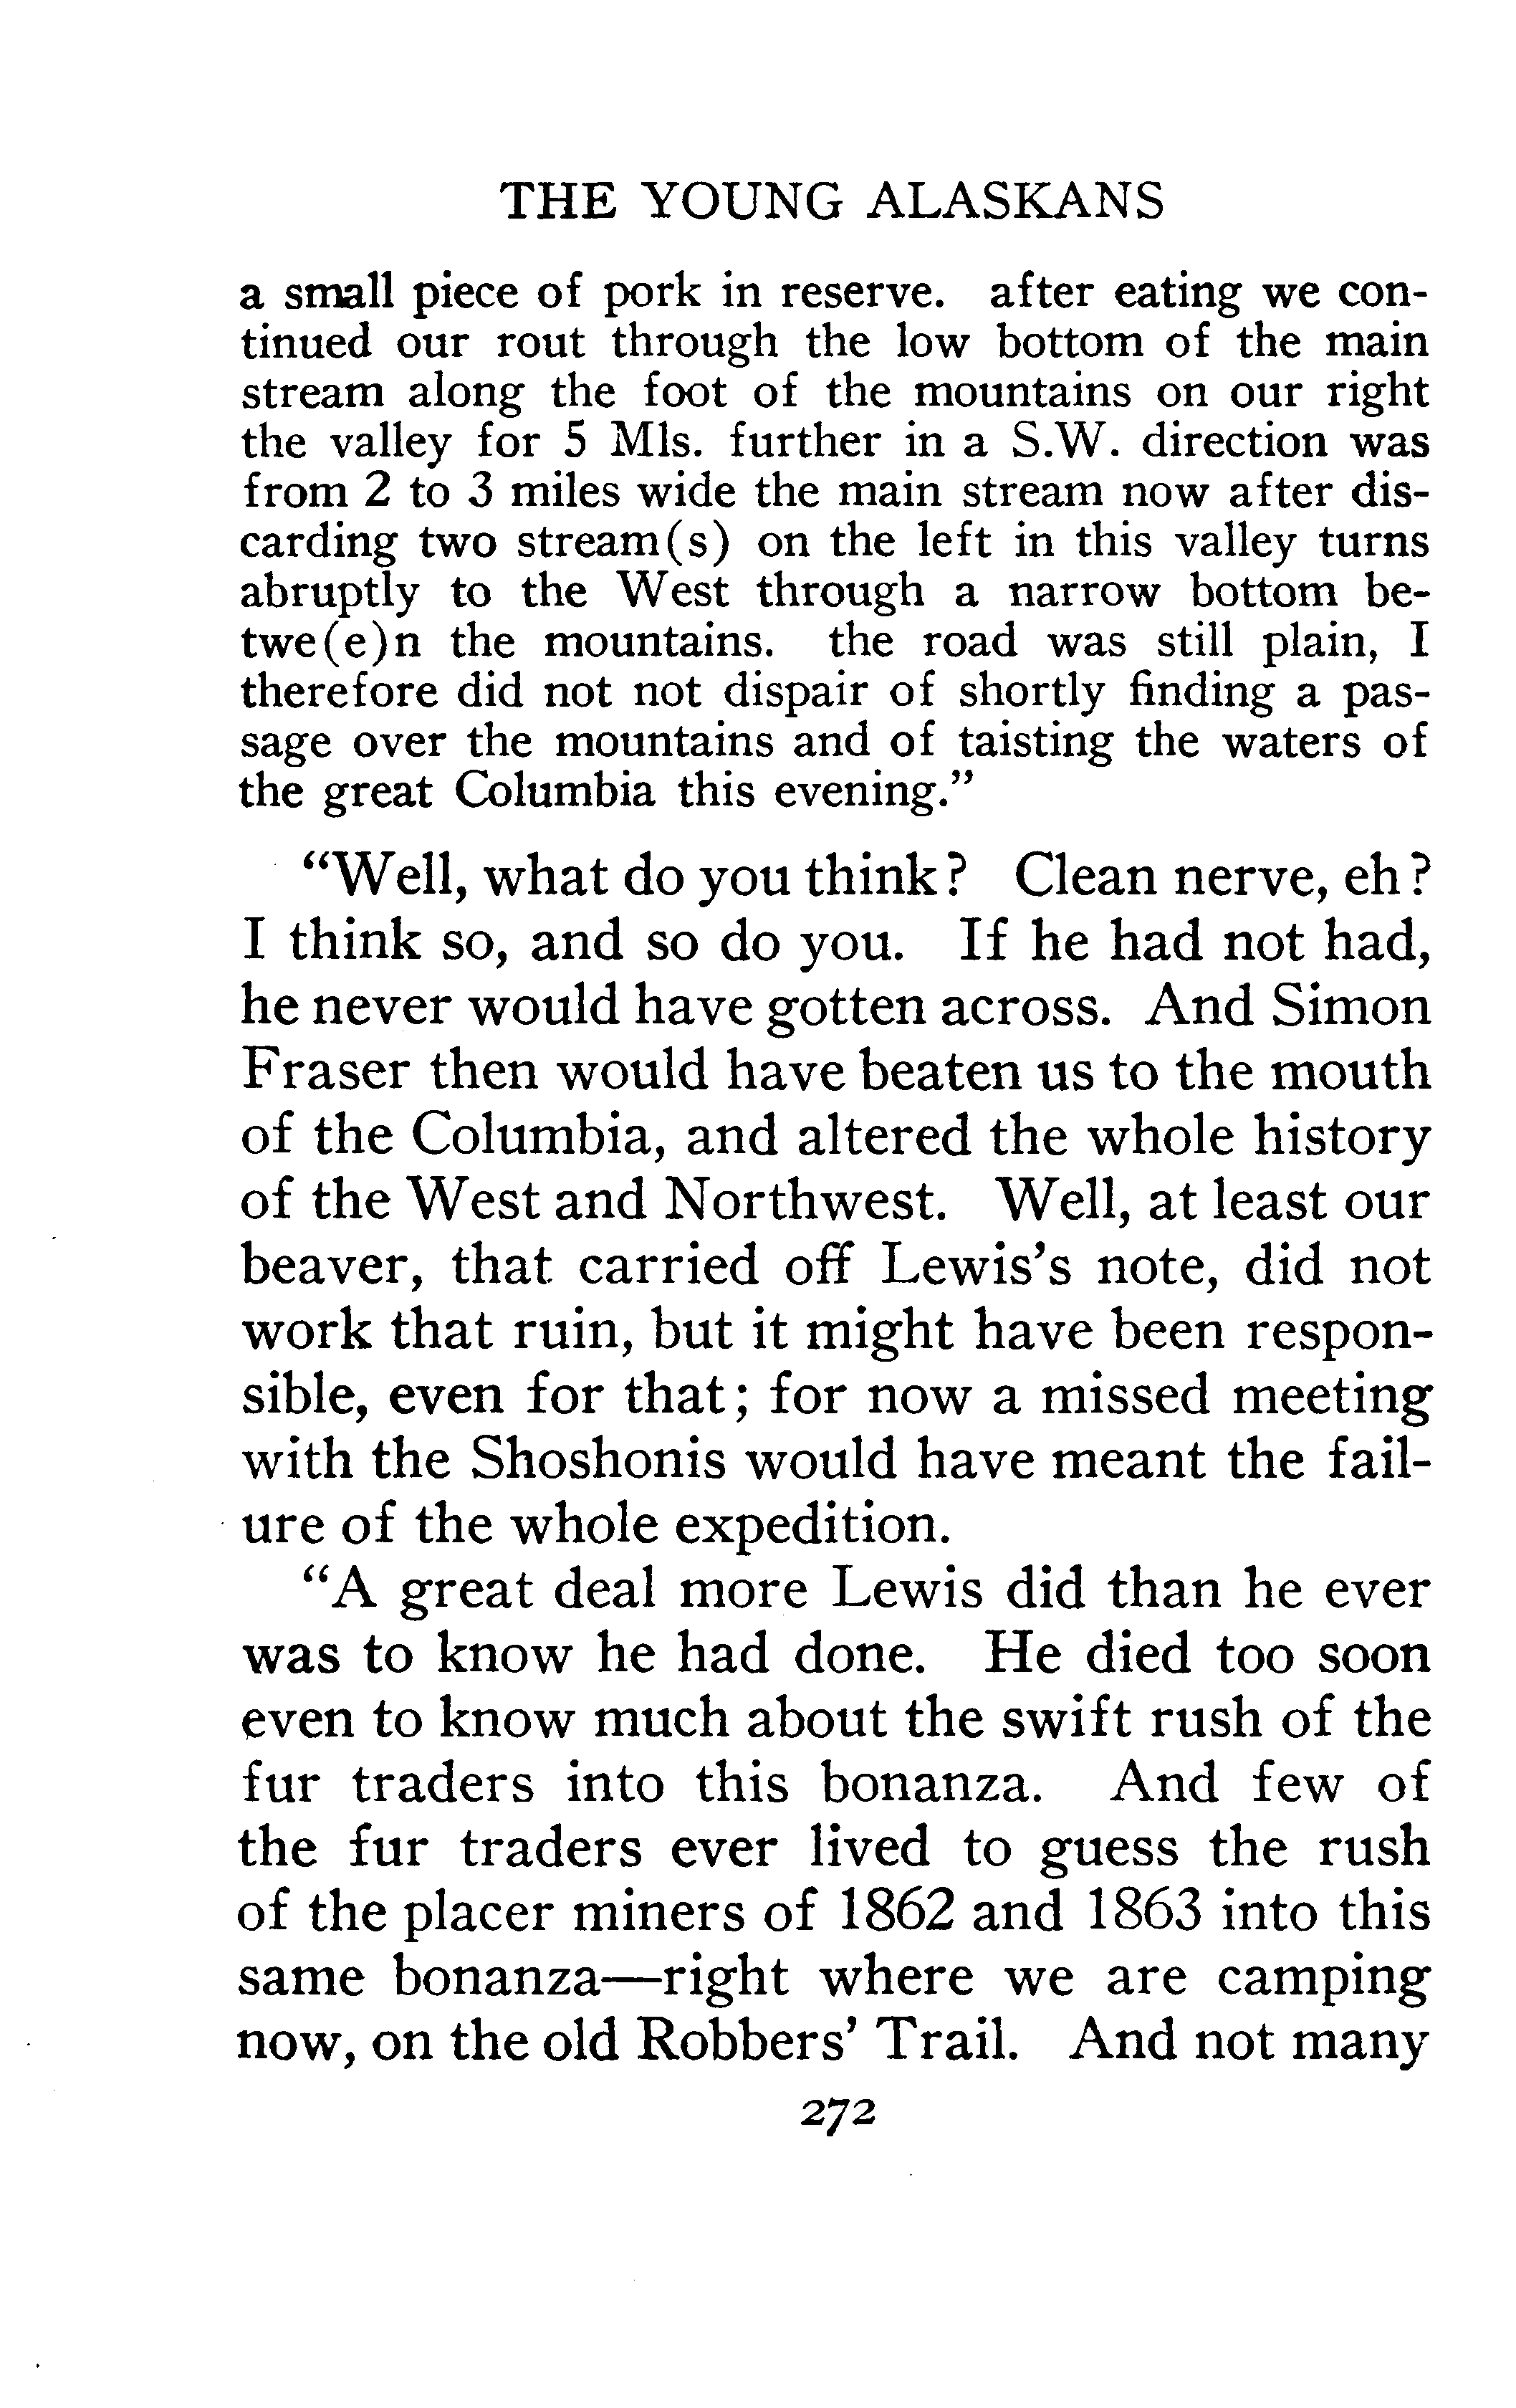 THE YOUNG ALASKANS
a small piece of pork in reserve. after eating we con-
tinued our rout through the low bottom of the main
stream along the foot of the mountains on our right
the valley for 5 Mls. further in a S.W. direction was
from 2 to 3 miles wide the main stream now after dis-
carding two stream(s) on the left in this valley turns
abruptly to the West through a narrow bottom be-
twe(e)n the mountains. the road was still plain, I
therefore did not not dispair of shortly finding a pas-
sage over the mountains and of taisting the waters of
the great Columbia this evening."
"Well, what do you think? Clean nerve, eh?
I think so, and so do you. If he had not had,
he never would have gotten across. And Simon
Fraser then would have beaten us to the mouth
of the Columbia, and altered the whole history
of the West and Northwest. Well, at least our
beaver, that carried off Lewis's note, did not
work that ruin, but it might have been respon-
sible, even for that; for now a missed meeting
with the Shoshonis would have meant the fail-
ure of the whole expedition.
"A great deal more Lewis did than he ever
was to know he had done. He died too soon
even to know much about the swift rush of the
fur traders into this bonanza. And few of
the fur traders ever lived to guess the rush
of the placer miners of 1862 and 1863 into this
same bonanza—right where we are camping
now, on the old Robbers' Trail. And not many
272